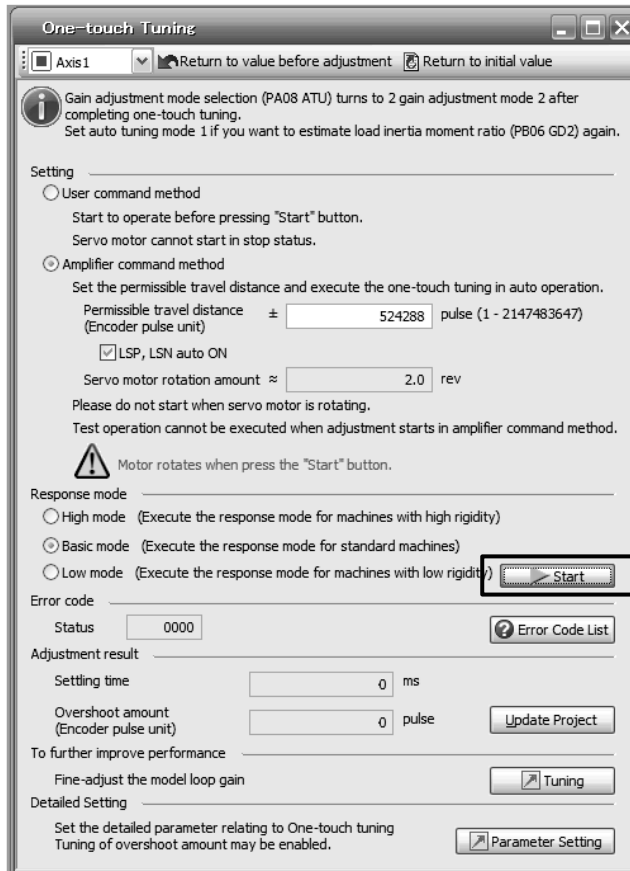 One-touch Tuning
Axis1 Return to value before adjustment Return to initial value
Gain adjustment mode selection (PA08 ATU) turns to 2 gain adjustment mode 2 after
completing one-touch tuning.
Set auto tuning mode 1 if you want to estimate load inertia moment ratio (PB06 GD2) again.
Setting
User command method
Start to operate before pressing "Start" button.
Servo motor cannot start in stop status.
Amplifier command method
Set the permissible travel distance and execute the one-touch tuning in auto operation.
Permissible travel distance ± 524288 pulse (1 - 2147483647)
(Encoder pulse unit)
LSP, LSN auto ON
Servo motor rotation amount ≈ 2.0 rev
Please do not start when servo motor is rotating.
Test operation cannot be executed when adjustment starts in amplifier command method.
Motor rotates when press the "Start" button.
Response mode
High mode (Execute the response mode for machines with high rigidity)
Basic mode (Execute the response mode for standard machines)
Low mode (Execute the response mode for machines with low rigidity) Start
Error code
Status 0000 Error Code List
Adjustment result
Settling time 0 ms
Overshoot amount 0 pulse Update Project
(Encoder pulse unit)
To further improve performance
Fine-adjust the model loop gain Tuning
Detailed Setting
Set the detailed parameter relating to One-touch tuning
Tuning of overshoot amount may be enabled. Parameter Setting